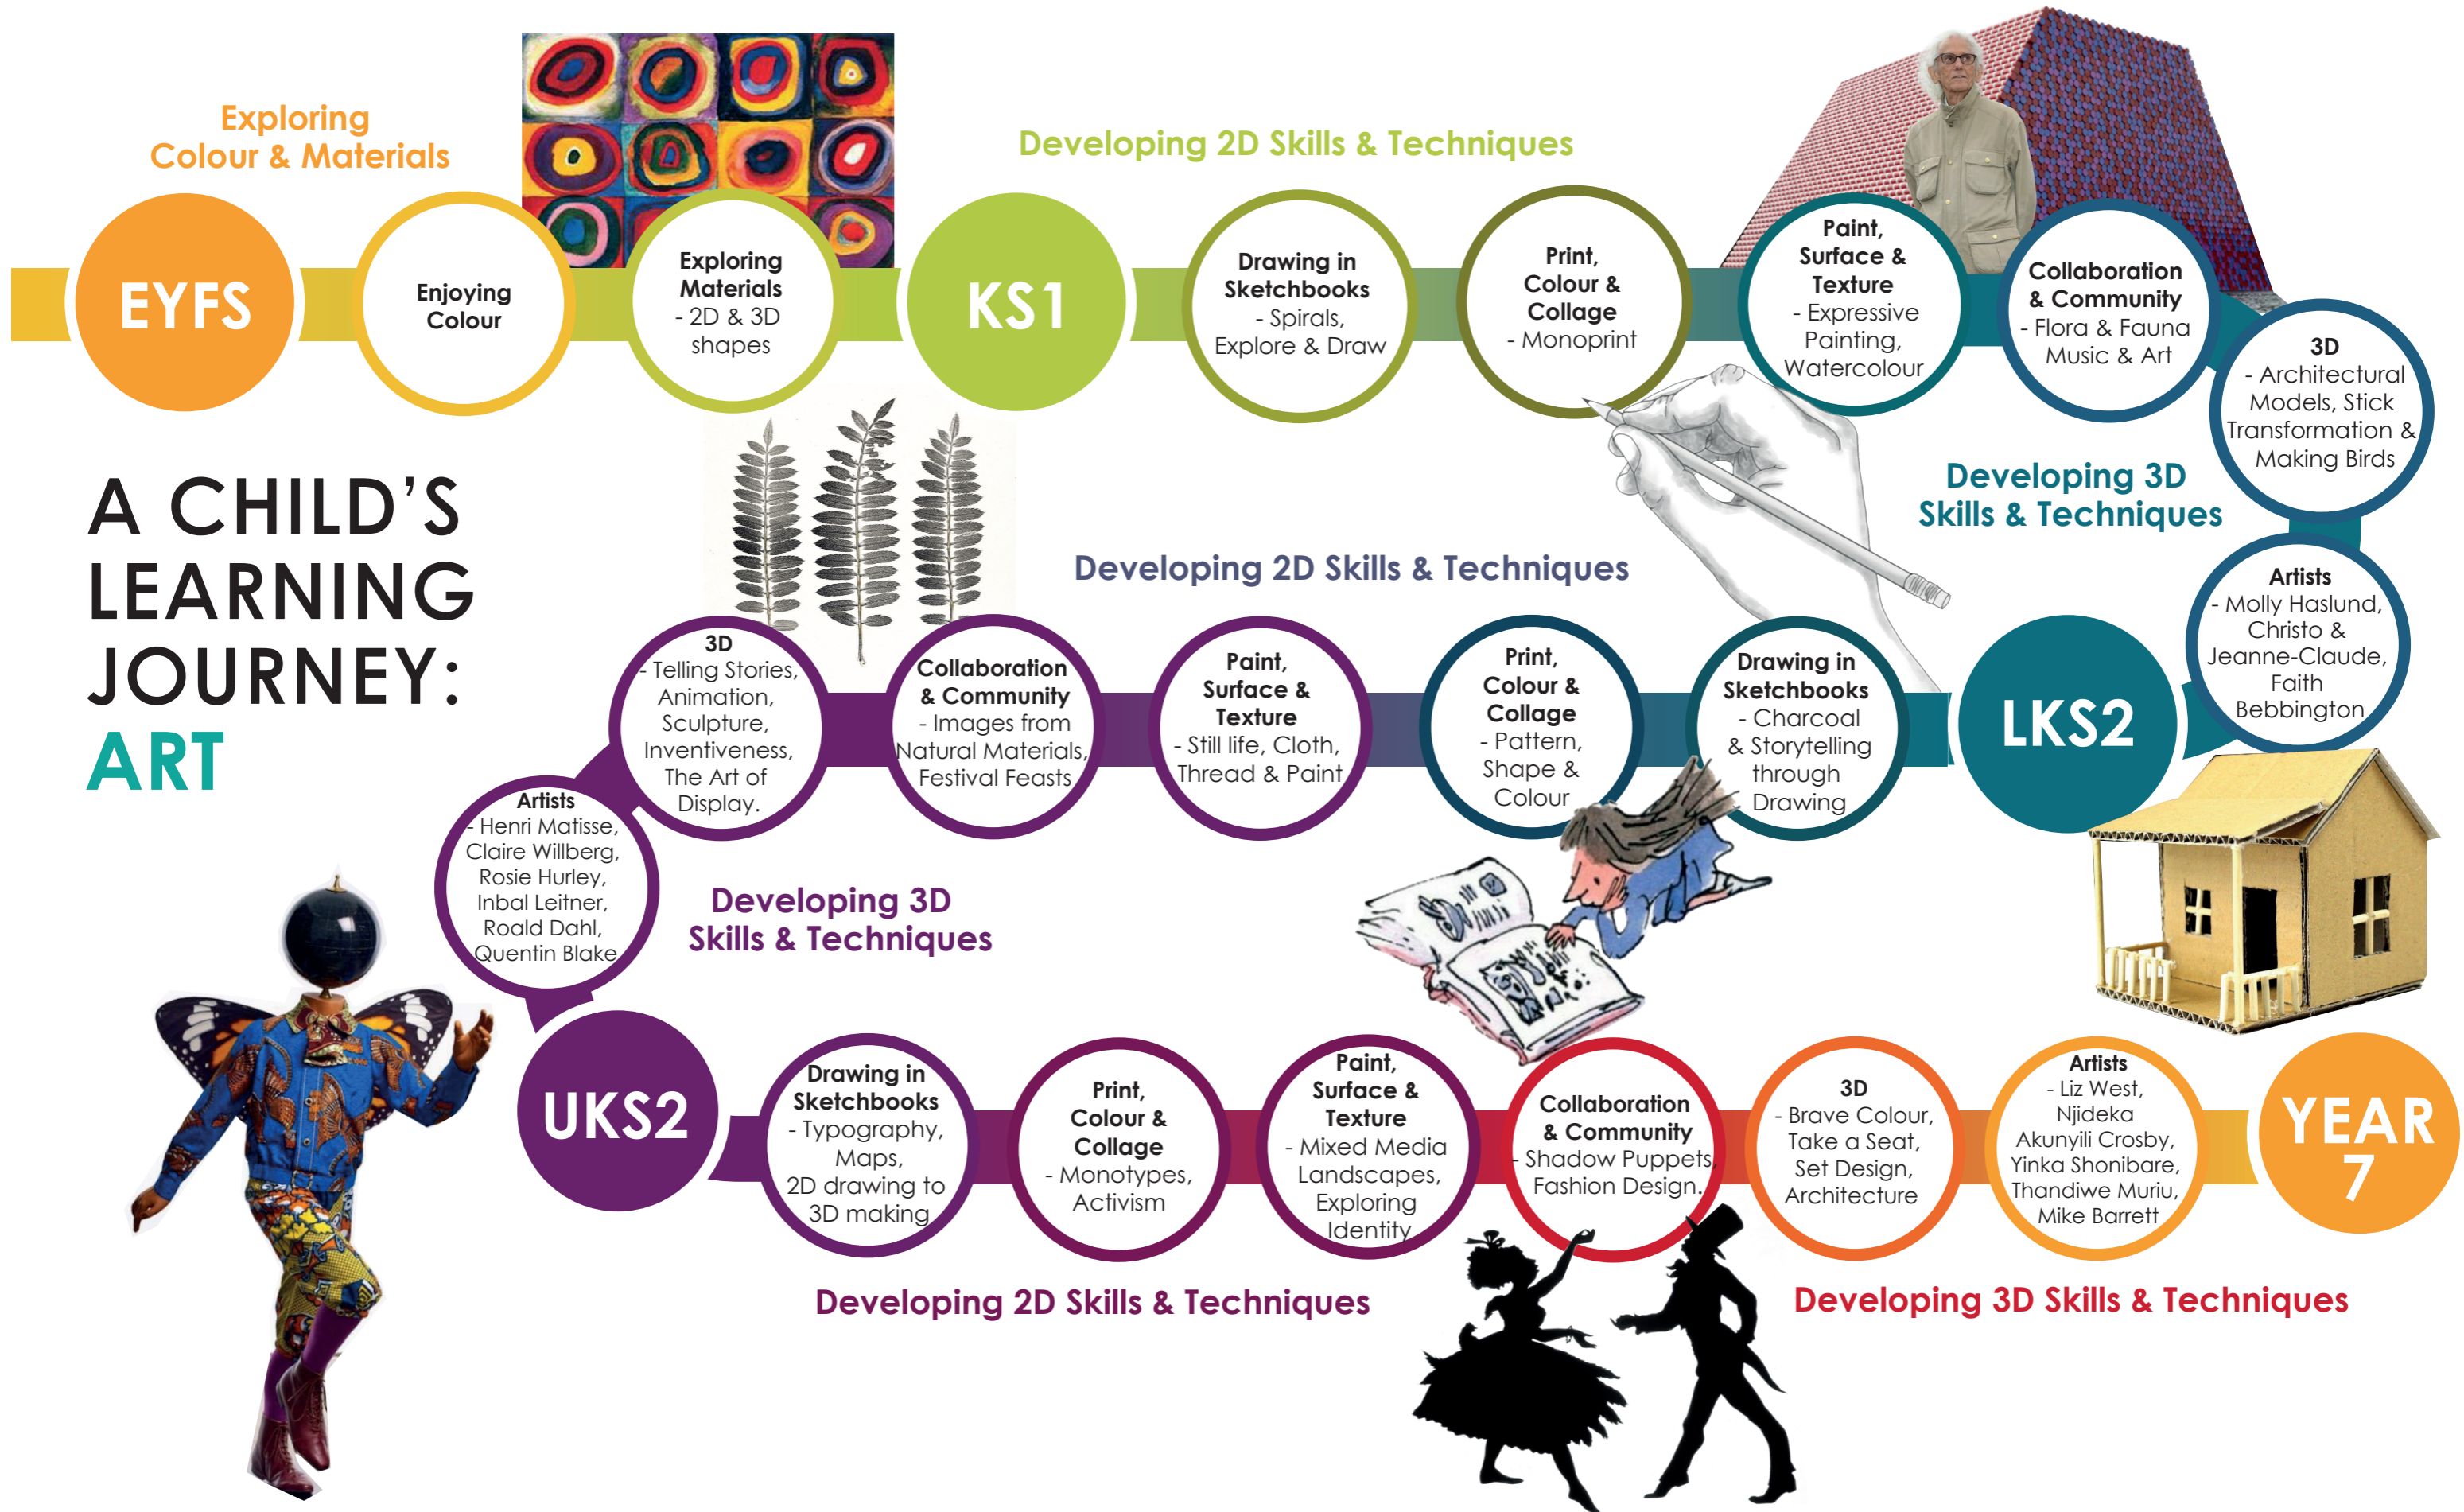 Exploring
Colour & Materials
EYFS
Enjoying
Colour
Exploring
Materials
- 2D & 3D
shapes
Developing 2D Skills & Techniques
KS1
Drawing in
Sketchbooks
- Spirals,
Explore & Draw
Print,
Colour &
Collage
- Monoprint
Paint,
Surface &
Texture
- Expressive
Painting,
Watercolour
Collaboration
& Community
- Flora & Fauna
Music & Art
3D
- Architectural
Models, Stick
Transformation &
Making Birds
Developing 3D
Skills & Techniques
Artists
- Molly Haslund,
Christo &
Jeanne-Claude,
Faith
Bebbington
A CHILD'S
LEARNING
JOURNEY:
ART
LKS2
Developing 2D Skills & Techniques
Drawing in
Sketchbooks
- Charcoal
& Storytelling
through
Drawing
Print,
Colour &
Collage
- Pattern,
Shape &
Colour
Paint,
Surface &
Texture
- Still life, Cloth,
Thread & Paint
Collaboration
& Community
- Images from
Natural Materials,
Festival Feasts
3D
- Telling Stories,
Animation,
Sculpture,
Inventiveness,
The Art of
Display.
Developing 3D
Skills & Techniques
Artists
- Henri Matisse,
Claire Willberg,
Rosie Hurley,
Inbal Leitner,
Roald Dahl,
Quentin Blake
UKS2
Drawing in
Sketchbooks
- Typography,
Maps,
2D drawing to
3D making
Print,
Colour &
Collage
- Monotypes,
Activism
Paint,
Surface &
Texture
- Mixed Media
Landscapes,
Exploring
Identity
Developing 2D Skills & Techniques
Collaboration
& Community
- Shadow Puppets,
Fashion Design.
3D
- Brave Colour,
Take a Seat,
Set Design,
Architecture
Artists
- Liz West,
Njideka
Akunyili Crosby,
Yinka Shonibare,
Thandiwe Muriu,
Mike Barrett
Developing 3D Skills & Techniques
YEAR
7